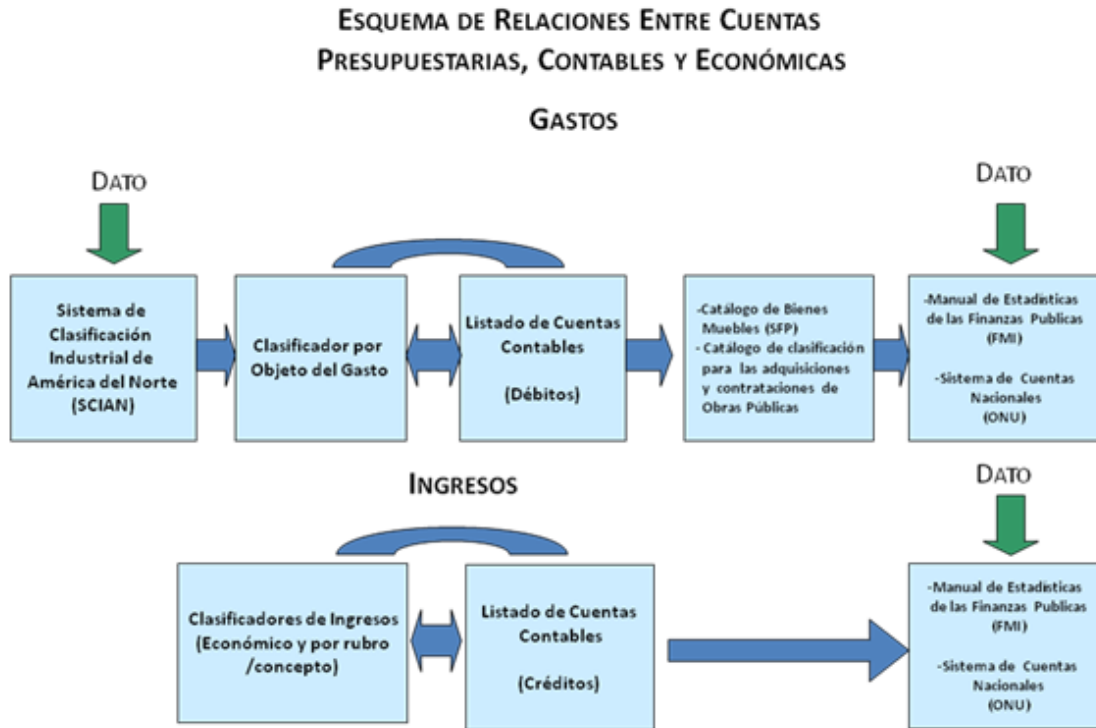 ESQUEMA DE RELACIONES ENTRE CUENTAS
PRESUPUESTARIAS, CONTABLES Y ECONÓMICAS
GASTOS
DATO
DATO
Sistema de
Clasificación
Industrial de
América del Norte
(SCIAN)
Clasificador por
Objeto del Gasto
Listado de Cuentas
Contables
(Débitos)
-Catálogo de Bienes
Muebles (SFP)
- Catálogo de clasificación
para las adquisiciones
y contrataciones de
Obras Públicas
-Manual de Estadísticas
de las Finanzas Publicas
(FMI)
-Sistema de Cuentas
Nacionales
(ONU)
INGRESOS
DATO
Clasificadores de Ingresos
(Económico y por rubro
/concepto)
Listado de Cuentas
Contables
(Créditos)
-Manual de Estadísticas
de las Finanzas Publicas
(FMI)
-Sistema de Cuentas
Nacionales
(ONU)